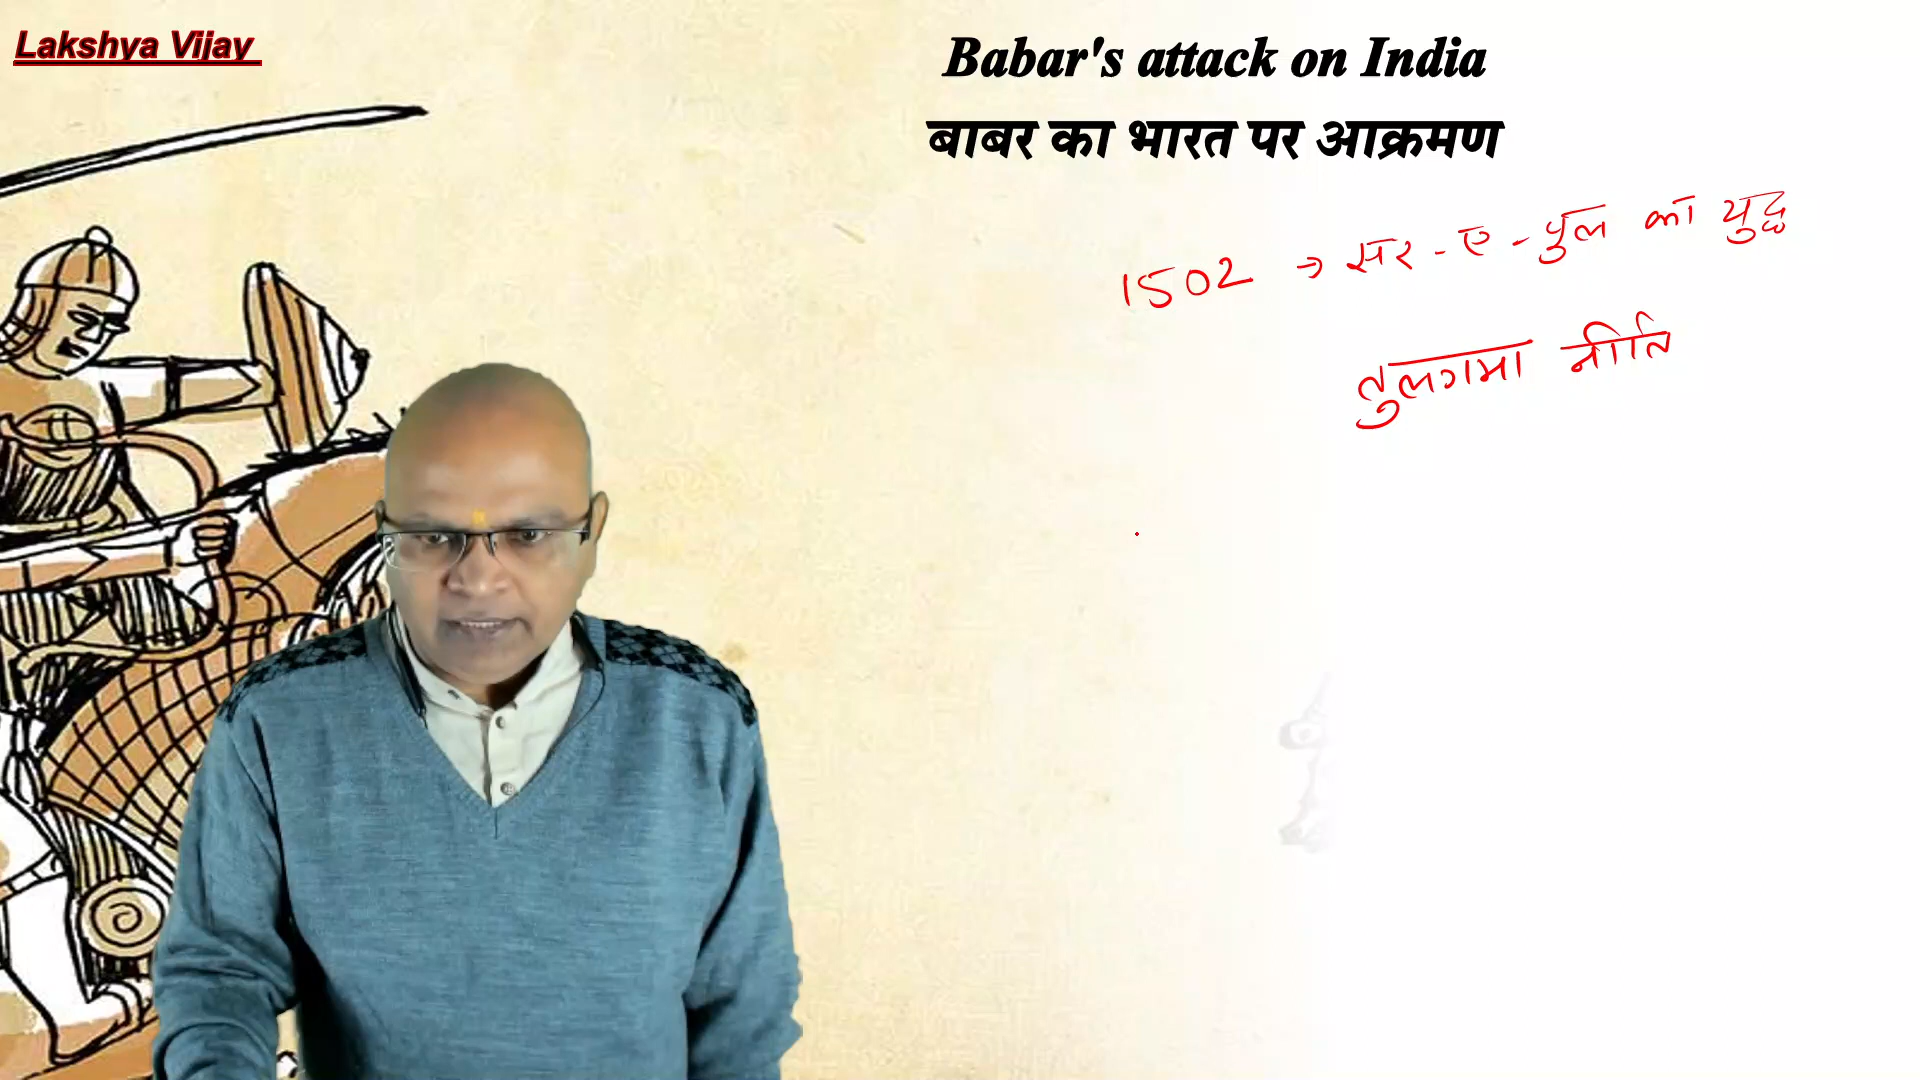 Lakshya Vijay
Babar's attack on India
बाबर का भारत पर आक्रमण
1502 → सर-ए-पुल का युद्ध
तुलगमा नीति